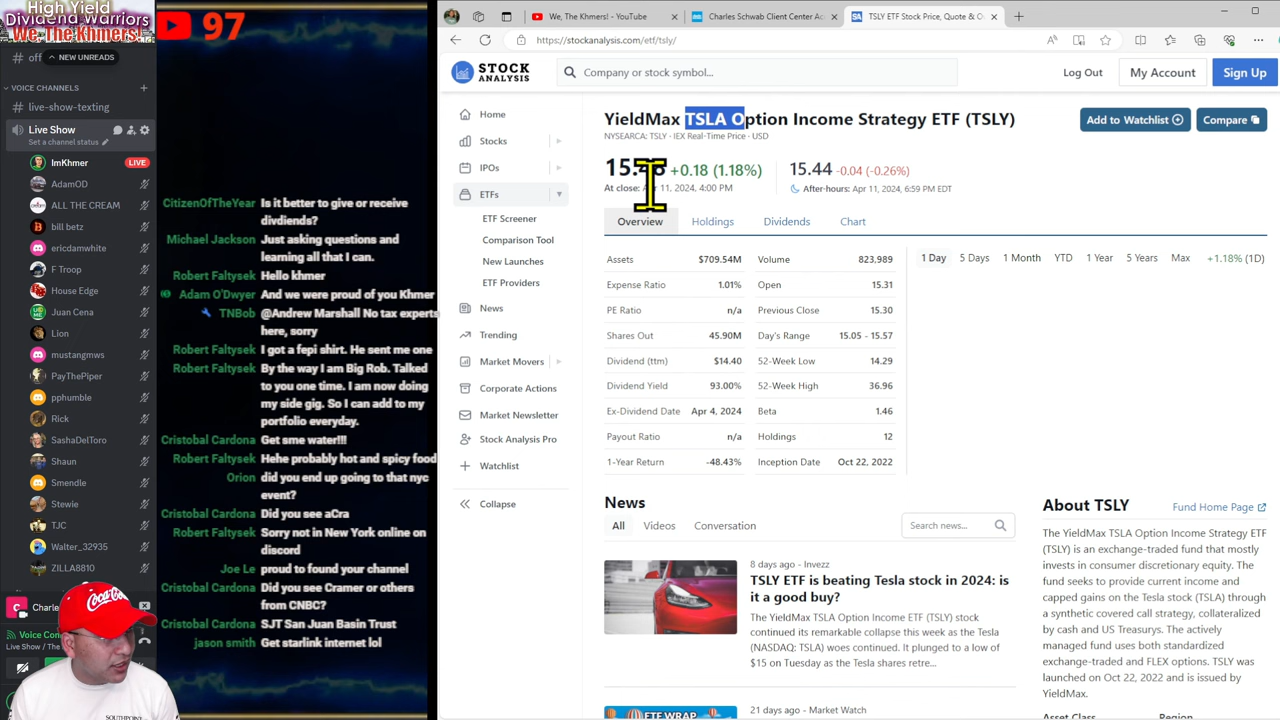 High Yield
Dividend Warriors
We, The Khmers!
# off
NEW UNREADS
VOICE CHANNELS
# live-show-texting
Live Show
Set a channel status
ImKhmer
LIVE
AdamOD
ALL THE CREAM
bill betz
ericdamwhite
F Troop
House Edge
Juan Cena
Lion
mustangmws
PayThePiper
pphumble
Rick
SashaDelToro
Shaun
Smendle
Stewie
TJC
Walter_32935
ZILLA8810
Charle
Voice Con
Live Show / The
97
CitizenOfTheYear Is it better to give or receive
divdiends?
Michael Jackson Just asking questions and
learning all that I can.
Robert Faltysek Hello khmer
Adam O'Dwyer And we were proud of you Khmer
TNBob @Andrew Marshall No tax experts
here, sorry
Robert Faltysek I got a fepi shirt. He sent me one
Robert Faltysek By the way I am Big Rob. Talked
to you one time. I am now doing
my side gig. So I can add to my
portfolio everyday.
Cristobal Cardona Get sme water!!!
Robert Faltysek Hehe probably hot and spicy food
Orion did you end up going to that nyc
event?
Cristobal Cardona Did you see aCra
Robert Faltysek Sorry not in New York online on
discord
Joe Le proud to found your channel
Cristobal Cardona Did you see Cramer or others
from CNBC?
Cristobal Cardona SJT San Juan Basin Trust
jason smith Get starlink internet lol
SOUTHPOINT
We, The Khmers! - YouTube
Charles Schwab Client Center Ac
TSLY ETF Stock Price, Quote & O
https://stockanalysis.com/etf/tsly/
STOCK
ANALYSIS
Company or stock symbol...
Log Out
My Account
Sign Up
Home
Stocks
IPOs
ETFs
ETF Screener
Comparison Tool
New Launches
ETF Providers
News
Trending
Market Movers
Corporate Actions
Market Newsletter
Stock Analysis Pro
Watchlist
Collapse
YieldMax TSLA Option Income Strategy ETF (TSLY)
NYSEARCA: TSLY · IEX Real-Time Price · USD
Add to Watchlist
Compare
15.48 +0.18 (1.18%)
At close: Apr 11, 2024, 4:00 PM
15.44 -0.04 (-0.26%)
After-hours: Apr 11, 2024, 6:59 PM EDT
Overview Holdings Dividends Chart
Assets $709.54M Volume 823,989
Expense Ratio 1.01% Open 15.31
PE Ratio n/a Previous Close 15.30
Shares Out 45.90M Day's Range 15.05 - 15.57
Dividend (ttm) $14.40 52-Week Low 14.29
Dividend Yield 93.00% 52-Week High 36.96
Ex-Dividend Date Apr 4, 2024 Beta 1.46
Payout Ratio n/a Holdings 12
1-Year Return -48.43% Inception Date Oct 22, 2022
1 Day 5 Days 1 Month YTD 1 Year 5 Years Max +1.18% (1D)
News
All Videos Conversation
Search news...
8 days ago - Invezz
TSLY ETF is beating Tesla stock in 2024: is
it a good buy?
The YieldMax TSLA Option Income ETF (TSLY) stock
continued its remarkable collapse this week as the Tesla
(NASDAQ: TSLA) woes continued. It plunged to a low of
$15 on Tuesday as the Tesla shares retre...
ETF WRAP
21 days ago - Market Watch
About TSLY
Fund Home Page
The YieldMax TSLA Option Income Strategy ETF
(TSLY) is an exchange-traded fund that mostly
invests in consumer discretionary equity. The
fund seeks to provide current income and
capped gains on the Tesla stock (TSLA) through
a synthetic covered call strategy, collateralized
by cash and US Treasurys. The actively
managed fund uses both standardized
exchange-traded and FLEX options. TSLY was
launched on Oct 22, 2022 and is issued by
YieldMax.
Asset Class
Region